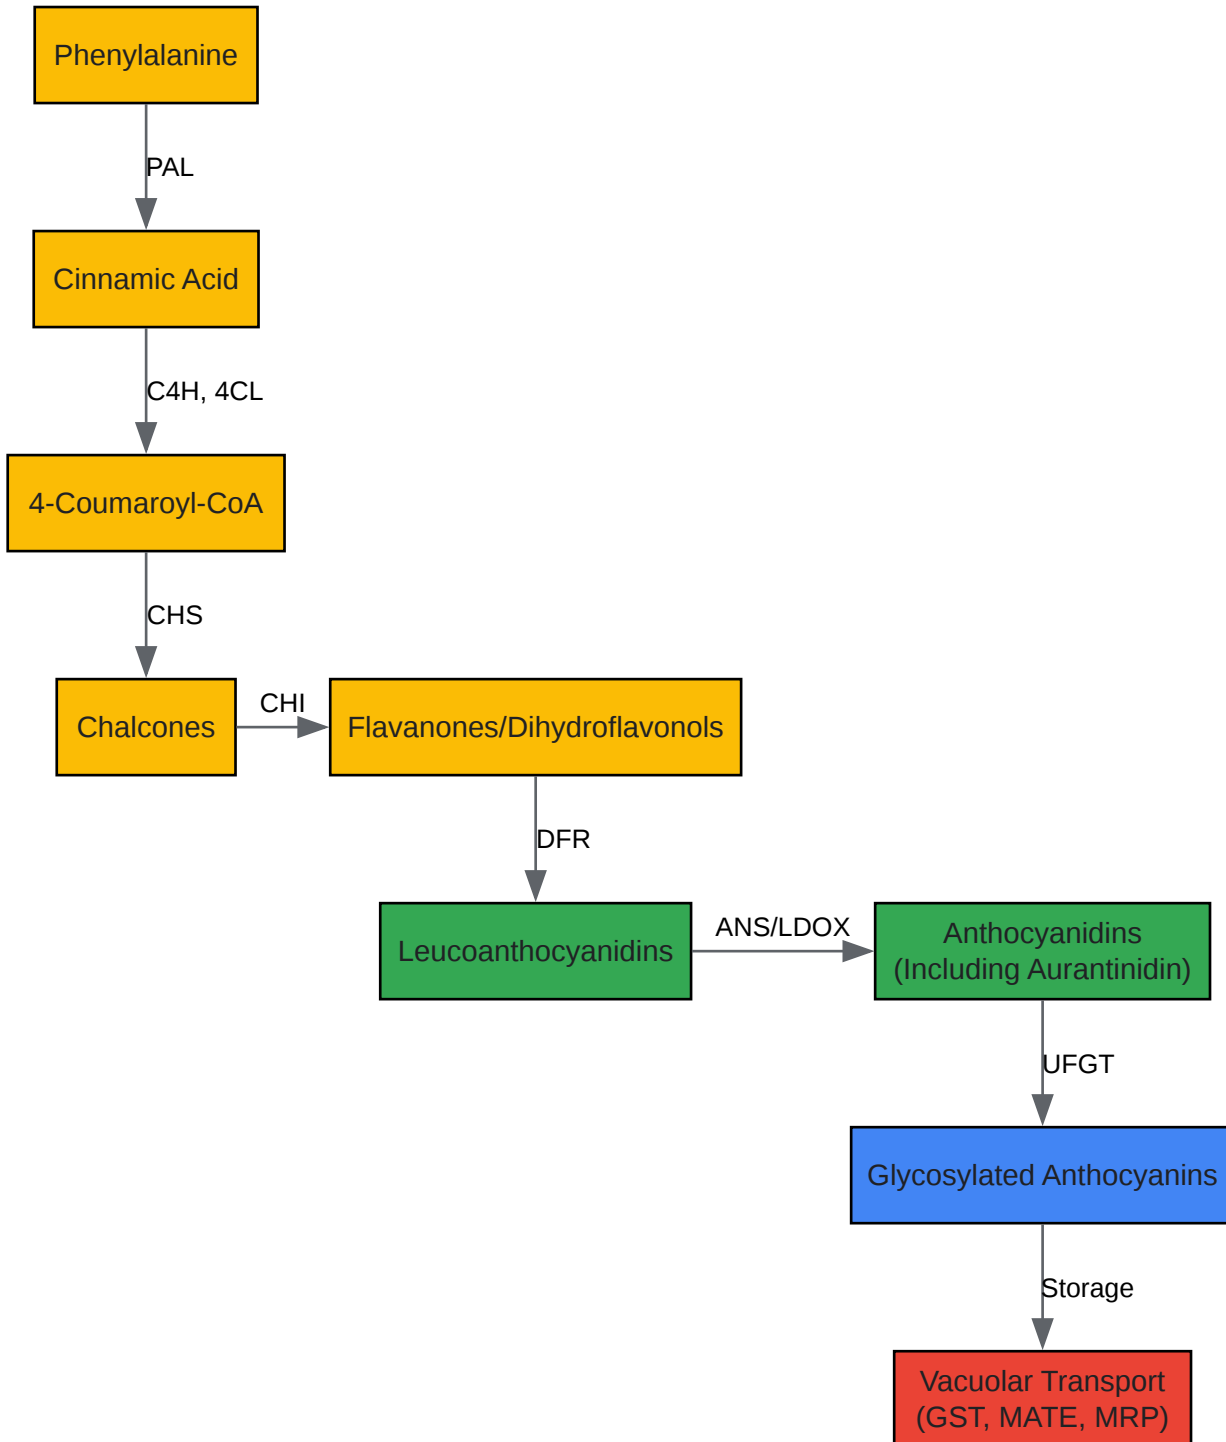 Phenylalanine
PAL
Cinnamic Acid
C4H, 4CL
4-Coumaroyl-CoA
CHS
Chalcones
CHI
Flavanones/Dihydroflavonols
DFR
Leucoanthocyanidins
ANS/LDOX
Anthocyanidins
(Including Aurantinidin)
UFGT
Glycosylated Anthocyanins
Storage
Vacuolar Transport
(GST, MATE, MRP)